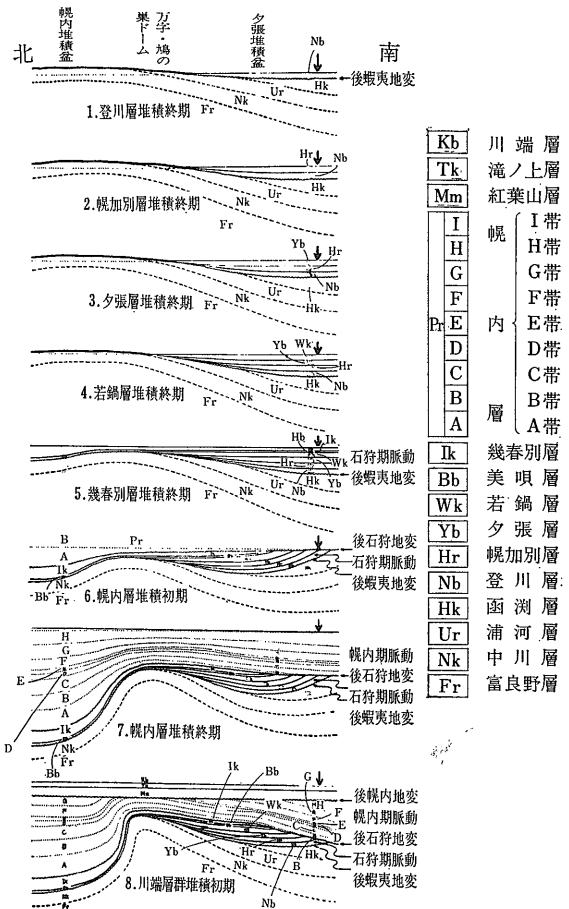 北
幌内堆積盆
万子・鳩の巣ドーム
夕張堆積盆
南
Nb
後蝦夷地変
Hk
Ur
Nk
Fr
1.登川層堆積終期
Hr
Nb
Hk
Ur
Nk
Fr
2.幌加別層堆積終期
Yb
Hr
Nb
Hk
Ur
Nk
Fr
3.夕張層堆積終期
Yb Wk
Hr
Nb
Hk
Ur
Nk
Fr
4.若鍋層堆積終期
Hb
Ik
石狩期脈動
Hr
Wk
Nb
Hk
Yb
後蝦夷地変
Ur
Nk
Fr
5.幾春別層堆積終期
B
Pr
後石狩地変
A
石狩期脈動
Ik
Nk
後蝦夷地変
Bb
Fr
6.幌内層堆積初期
H
G
F
幌内期脈動
E
C
後石狩地変
B
石狩期脈動
A
後蝦夷地変
Ik
D
Nk
Fr
Bb
7.幌内層堆積終期
Ik
Bb
G
後幌内地変
Wk
H
F
幌内期脈動
E
D
後石狩地変
Yb
Hr
B
Hk
石狩期脈動
Ur
Nk
Fr
後蝦夷地変
Nb
8.川端層群堆積初期
Kb 川端層
Tk 滝ノ上層
Mm 紅葉山層
Pr 幌内層
I I帯
H H帯
G G帯
F F帯
E E帯
D D帯
C C帯
B B帯
A A帯
Ik 幾春別層
Bb 美唄層
Wk 若鍋層
Yb 夕張層
Hr 幌加別層
Nb 登川層
Hk 函渕層
Ur 浦河層
Nk 中川層
Fr 富良野層